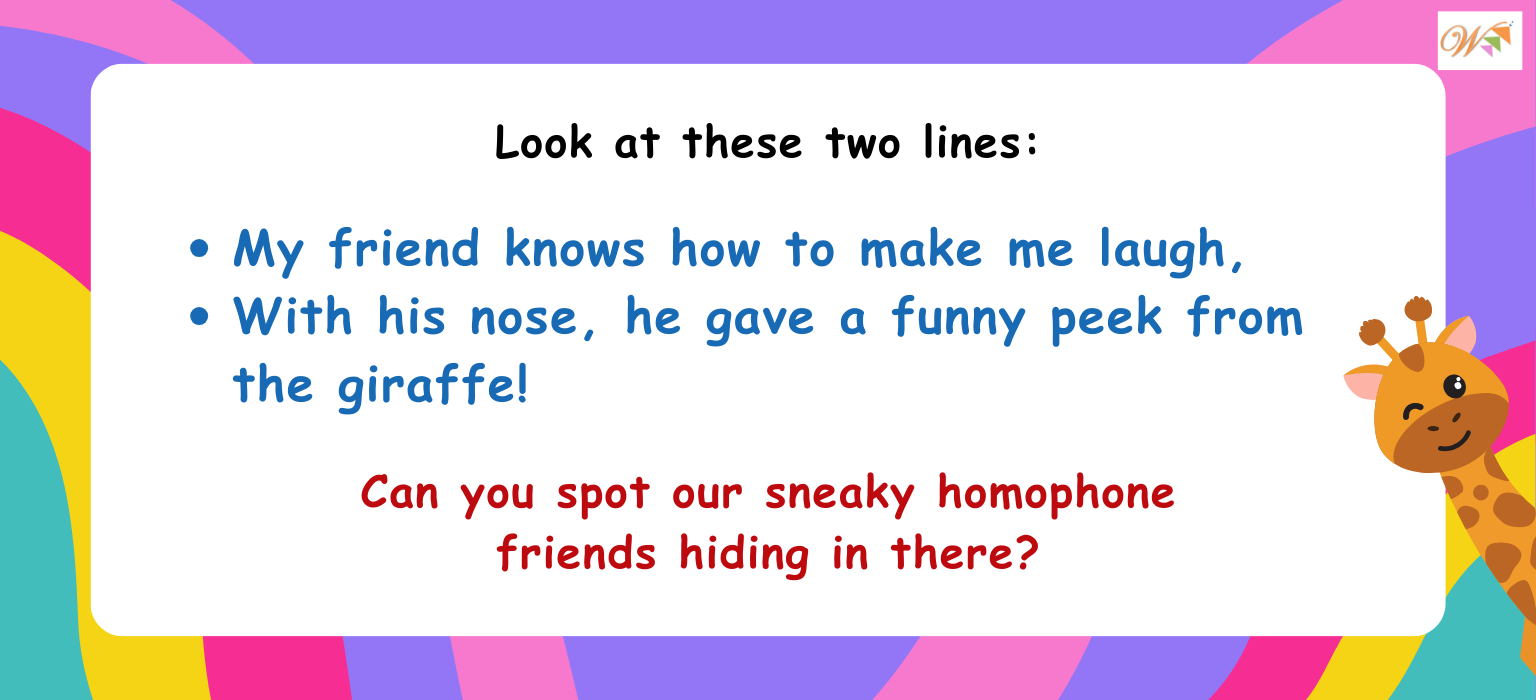 Look at these two lines:
• My friend knows how to make me laugh,
• With his nose, he gave a funny peek from
the giraffe!
Can you spot our sneaky homophone
friends hiding in there?
W